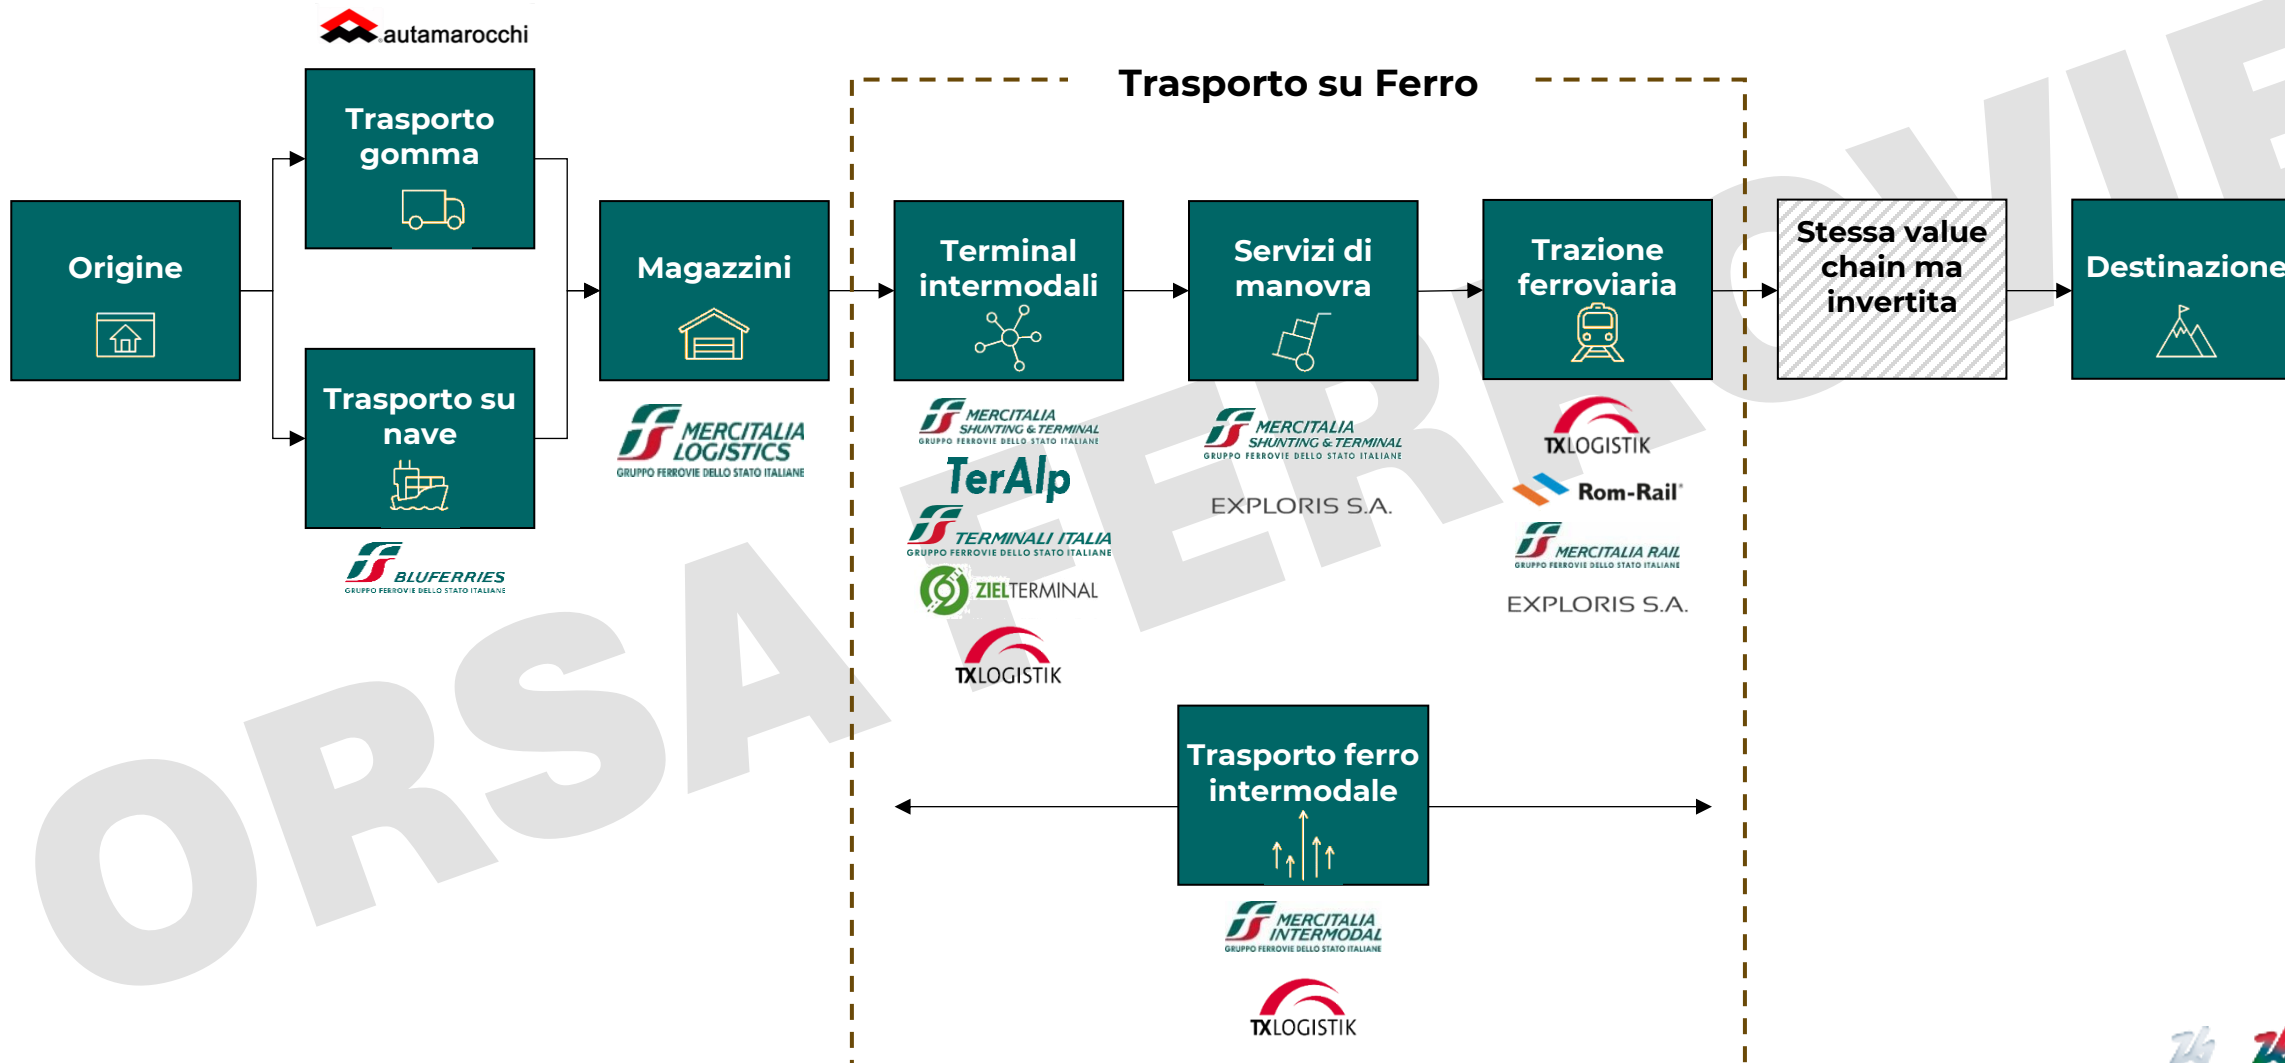 autamarocchi
Trasporto su Ferro
Trasporto
gomma
Origine
Magazzini
Terminal
intermodali
Servizi di
manovra
Trazione
ferroviaria
Stessa value
chain ma
invertita
Destinazione
Trasporto su
nave
BLUFERRIES
GRUPPO FERROVIE DELLO STATO ITALIANE
MERCITALIA
LOGISTICS
GRUPPO FERROVIE DELLO STATO ITALIANE
MERCITALIA
SHUNTING & TERMINAL
GRUPPO FERROVIE DELLO STATO ITALIANE
TerAlp
TERMINALI ITALIA
GRUPPO FERROVIE DELLO STATO ITALIANE
ZIELTERMINAL
TXLOGISTIK
MERCITALIA
SHUNTING & TERMINAL
GRUPPO FERROVIE DELLO STATO ITALIANE
EXPLORIS S.A.
TXLOGISTIK
Rom-Rail
MERCITALIA RAIL
GRUPPO FERROVIE DELLO STATO ITALIANE
EXPLORIS S.A.
Trasporto ferro
intermodale
MERCITALIA
INTERMODAL
GRUPPO FERROVIE DELLO STATO ITALIANE
TXLOGISTIK
ORSA FERROVIE